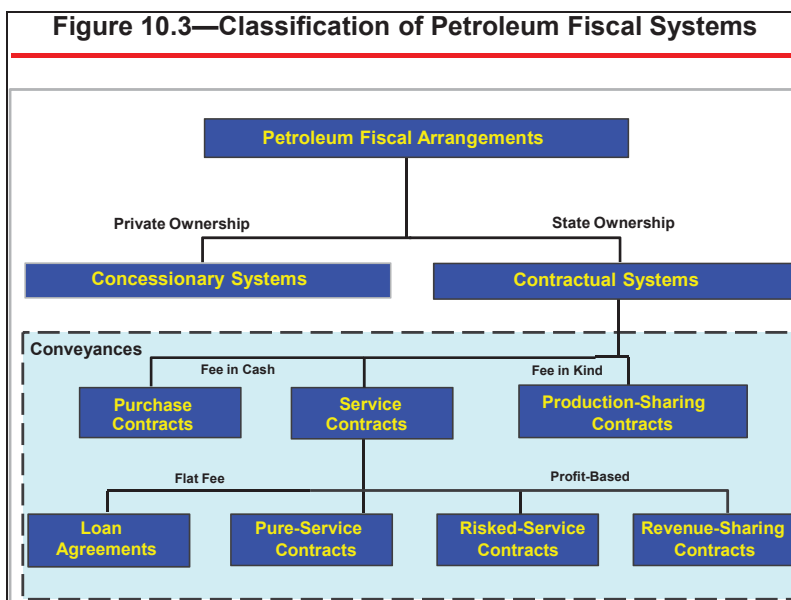 Figure 10.3—Classification of Petroleum Fiscal Systems
Petroleum Fiscal Arrangements
Private Ownership
State Ownership
Concessionary Systems
Contractual Systems
Conveyances
Fee in Cash
Fee in Kind
Purchase
Contracts
Service
Contracts
Production-Sharing
Contracts
Flat Fee
Profit-Based
Loan
Agreements
Pure-Service
Contracts
Risked-Service
Contracts
Revenue-Sharing
Contracts